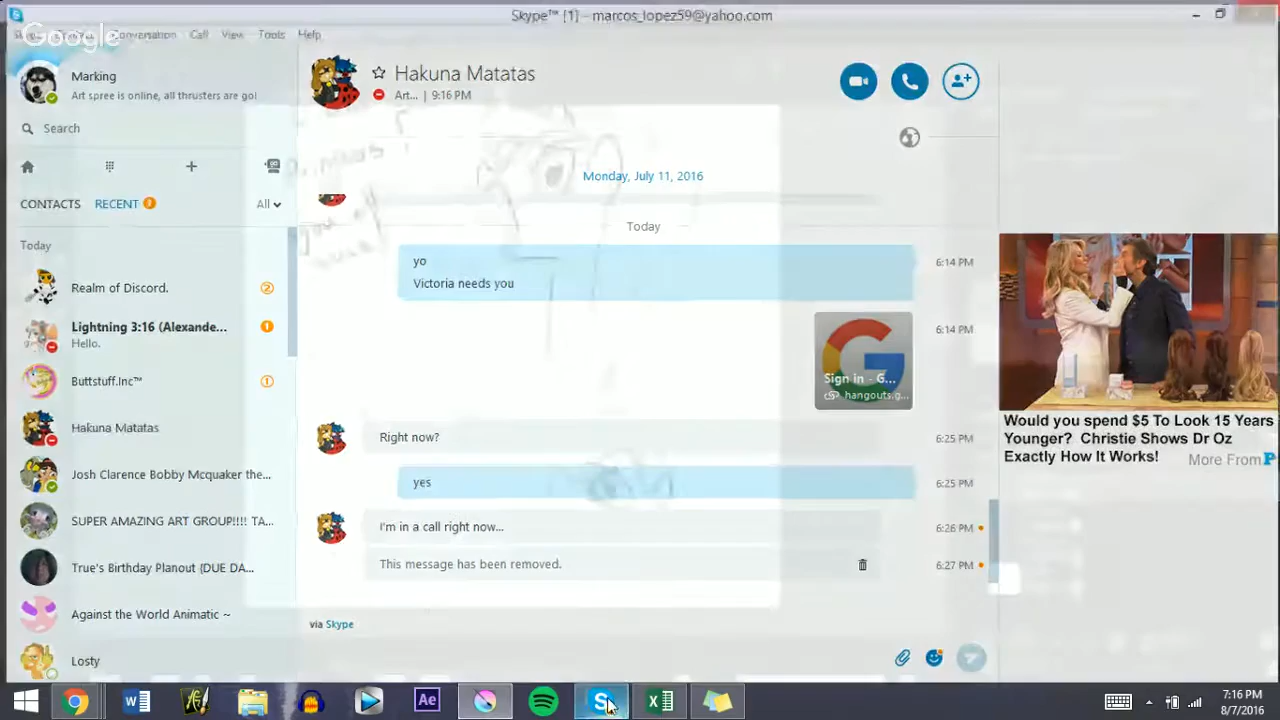 Skype™ [1] – marcos_lopez59@yahoo.com
Google
Conversation Call View Tools Help
Marking
Art spree is online, all thrusters are go!
Search
CONTACTS RECENT All
Today
Realm of Discord. 2
Lightning 3:16 (Alexande... 1
Hello.
Buttstuff.Inc™ 1
Hakuna Matatas
Josh Clarence Bobby Mcquaker the...
SUPER AMAZING ART GROUP!!!! TA...
True's Birthday Planout (DUE DA...
Against the World Animatic ~
Losty
Hakuna Matatas
Art... | 9:16 PM
Monday, July 11, 2016
Today
yo 6:14 PM
Victoria needs you
6:14 PM
Sign in - G...
hangouts.g...
Right now? 6:25 PM
yes 6:25 PM
I'm in a call right now... 6:26 PM
This message has been removed. 6:27 PM
via Skype
Would you spend $5 To Look 15 Years
Younger? Christie Shows Dr Oz
Exactly How It Works! More From P
Ae
7:16 PM
8/7/2016